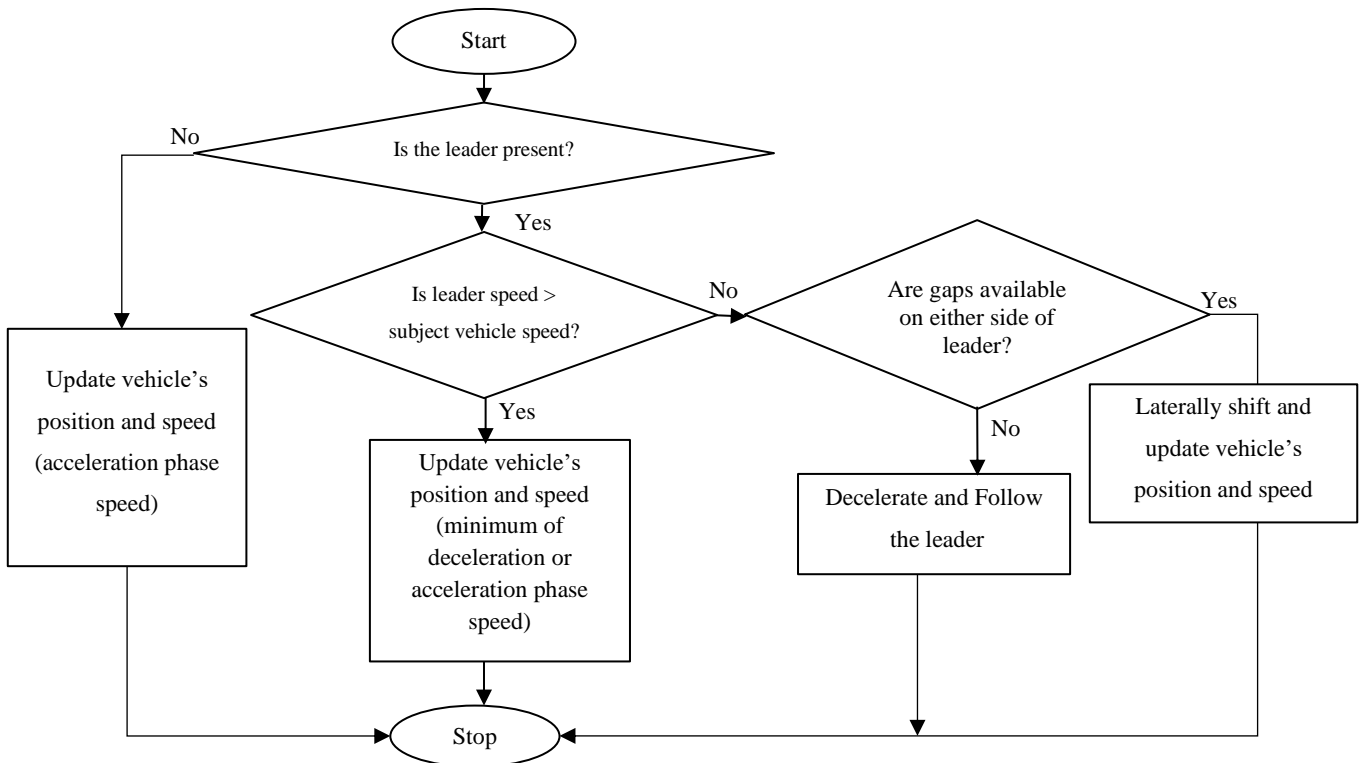 Start
No
Is the leader present?
Yes
Is leader speed >
subject vehicle speed?
No
Are gaps available
on either side of
leader?
Yes
Update vehicle’s
position and speed
(acceleration phase
speed)
Yes
Update vehicle’s
position and speed
(minimum of
deceleration or
acceleration phase
speed)
No
Decelerate and Follow
the leader
Laterally shift and
update vehicle’s
position and speed
Stop